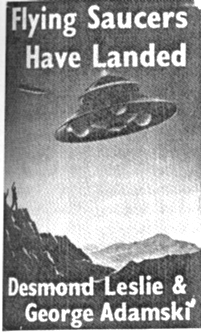 Flying Saucers
Have Landed
Desmond Leslie &
George Adamski